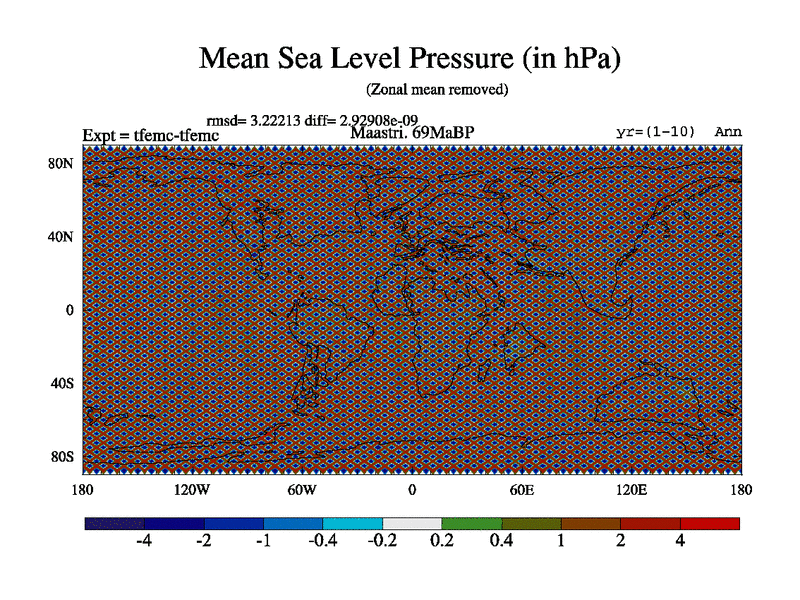 Mean Sea Level Pressure (in hPa)
(Zonal mean removed)
rmsd= 3.22213 diff= 2.92908e-09
Expt = tfemc-tfemc Maastri. 69MaBP yr=(1-10) Ann
80N
40N
0
40S
80S
180 120W 60W 0 60E 120E 180
-4 -2 -1 -0.4 -0.2 0.2 0.4 1 2 4